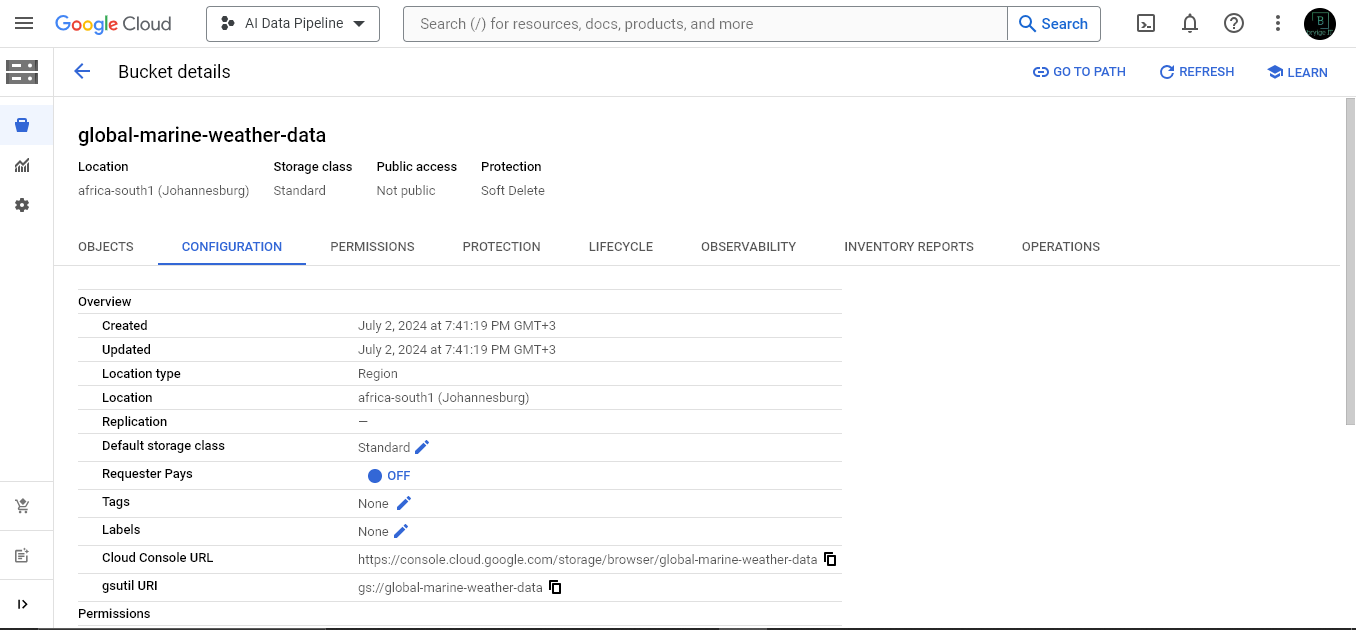 Google Cloud
AI Data Pipeline
Search (/) for resources, docs, products, and more
Search
Bucket details
GO TO PATH
REFRESH
LEARN
global-marine-weather-data
Location Storage class Public access Protection
africa-south1 (Johannesburg) Standard Not public Soft Delete
OBJECTS CONFIGURATION PERMISSIONS PROTECTION LIFECYCLE OBSERVABILITY INVENTORY REPORTS OPERATIONS
Overview
Created July 2, 2024 at 7:41:19 PM GMT+3
Updated July 2, 2024 at 7:41:19 PM GMT+3
Location type Region
Location africa-south1 (Johannesburg)
Replication —
Default storage class Standard
Requester Pays OFF
Tags None
Labels None
Cloud Console URL https://console.cloud.google.com/storage/browser/global-marine-weather-data
gsutil URI gs://global-marine-weather-data
Permissions